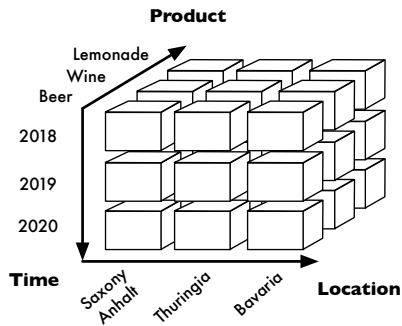 Product
Lemonade
Wine
Beer
2018
2019
2020
Time
Saxony
Anhalt
Thuringia
Bavaria
Location